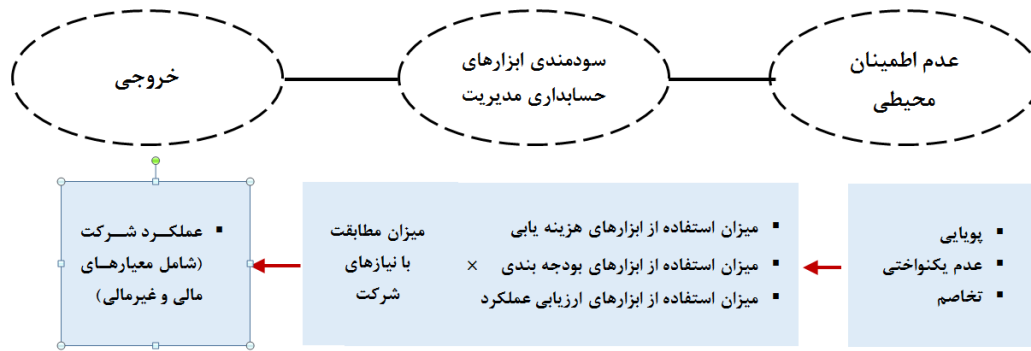 عدم اطمینان
محیطی
سودمندی ابزارهای
حسابداری مدیریت
خروجی
▪ پویایی
▪ عدم یکنواختی
▪ تخاصم
▪ میزان استفاده از ابزارهای هزینه یابی
▪ میزان استفاده از ابزارهای بودجه بندی
▪ میزان استفاده از ابزارهای ارزیابی عملکرد
×
میزان مطابقت
با نیازهای
شرکت
▪ عملکرد شرکت
(شامل معیارهای
مالی و غیرمالی)